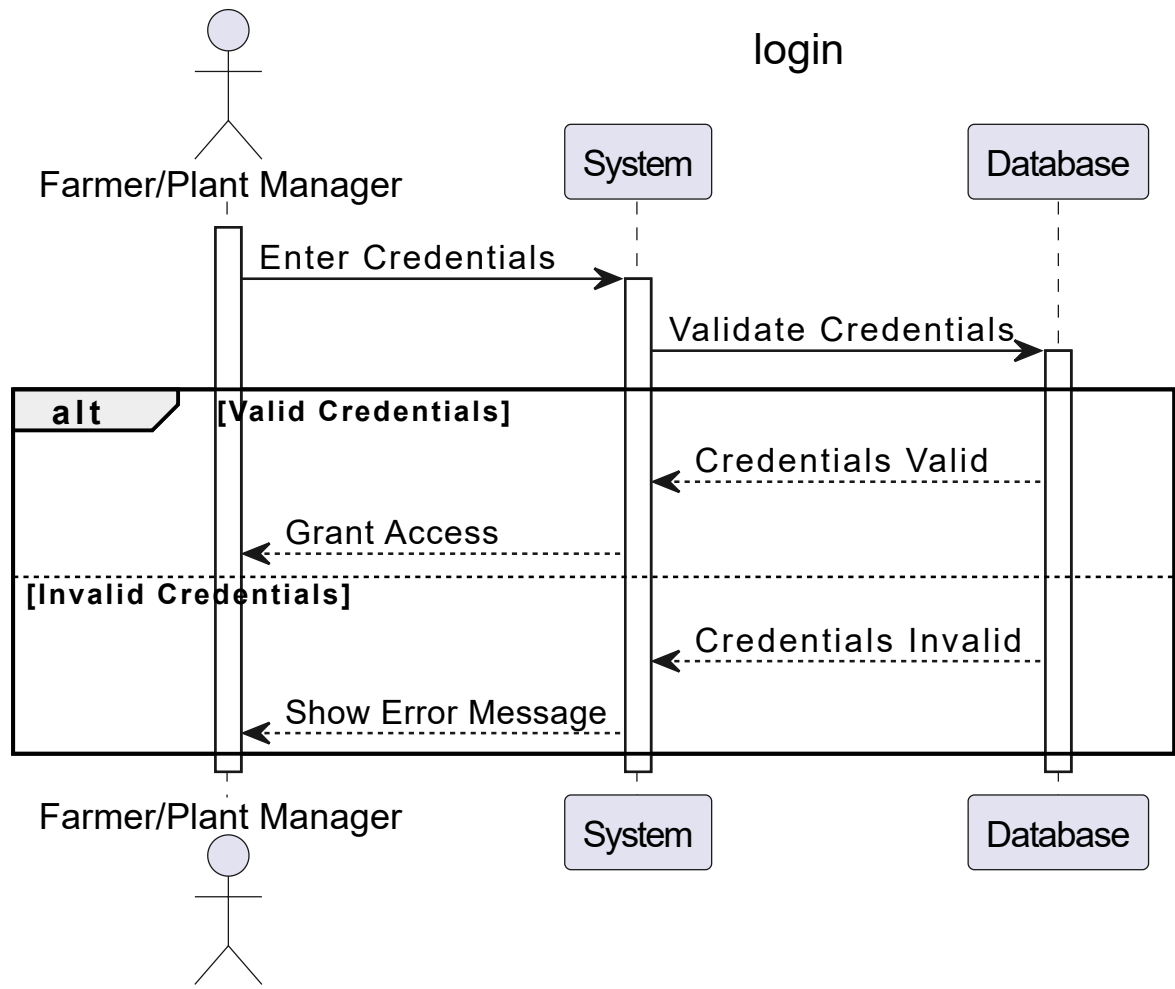 login
Farmer/Plant Manager
System
Database
Enter Credentials
Validate Credentials
alt
[Valid Credentials]
Credentials Valid
Grant Access
[Invalid Credentials]
Credentials Invalid
Show Error Message
Farmer/Plant Manager
System
Database